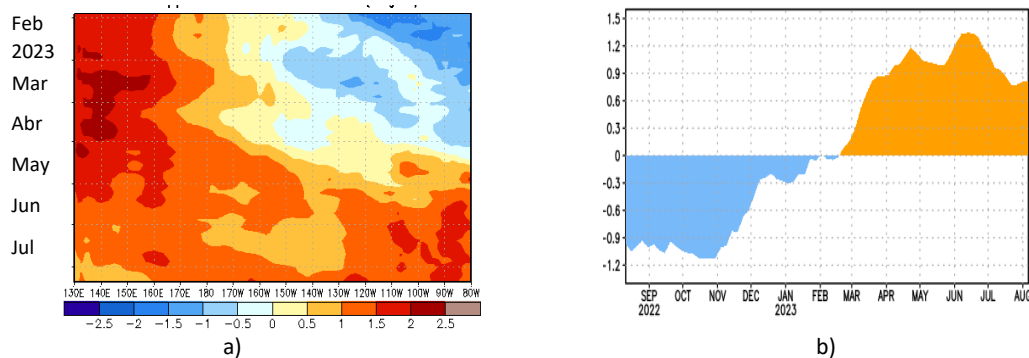 Feb
2023
Mar
Abr
May
Jun
Jul
130E 140E 150E 160E 170E 180 170W 160W 150W 140W 130W 120W 110W 100W 90W 80W
-2.5 -2 -1.5 -1 -0.5 0 0.5 1 1.5 2 2.5
a)
1.5
1.2
0.9
0.6
0.3
0
-0.3
-0.6
-0.9
-1.2
SEP OCT NOV DEC JAN FEB MAR APR MAY JUN JUL AUG
2022 2023
b)